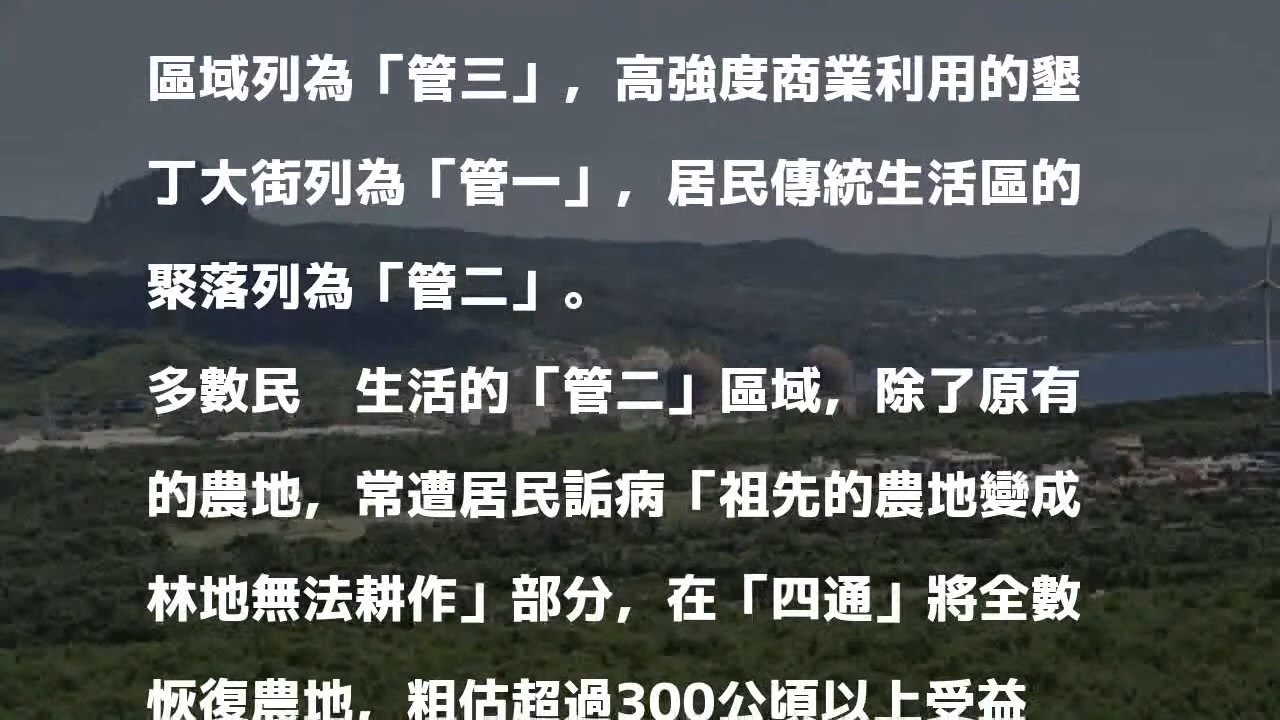 區域列為「管三」，高強度商業利用的墾
丁大街列為「管一」，居民傳統生活區的
聚落列為「管二」。
多數民　生活的「管二」區域，除了原有
的農地，常遭居民詬病「祖先的農地變成
林地無法耕作」部分，在「四通」將全數
恢復農地，粗估超過300公頃以上受益